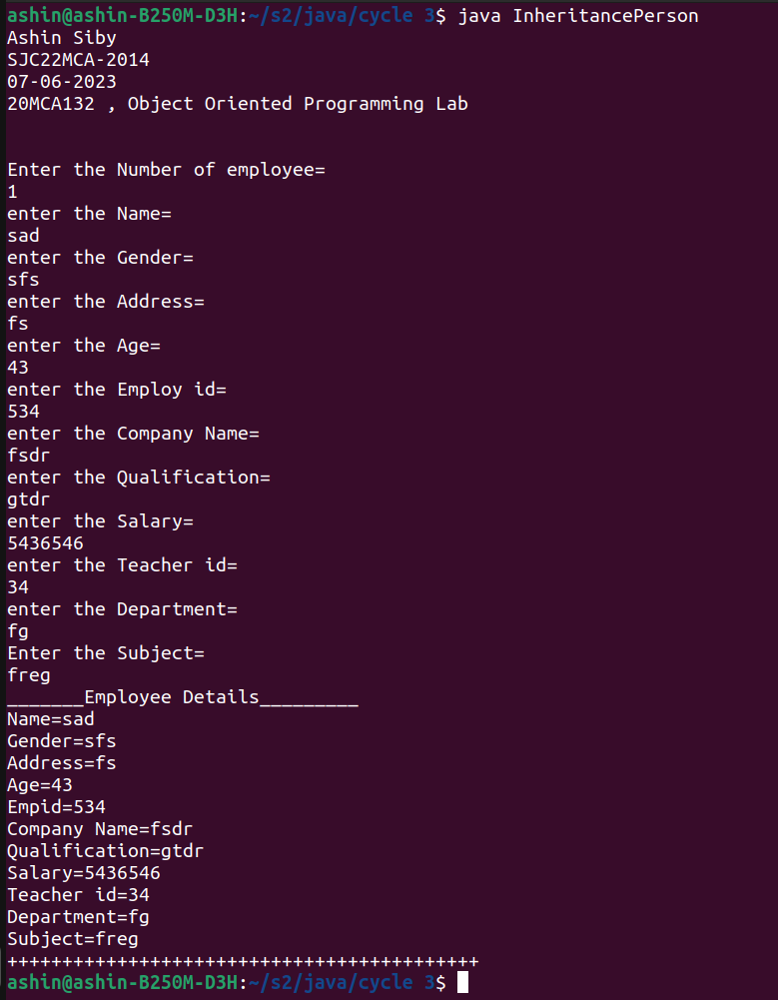 ashin@ashin-B250M-D3H:~/s2/java/cycle 3$ java InheritancePerson
Ashin Siby
SJC22MCA-2014
07-06-2023
20MCA132 , Object Oriented Programming Lab
Enter the Number of employee=
1
enter the Name=
sad
enter the Gender=
sfs
enter the Address=
fs
enter the Age=
43
enter the Employ id=
534
enter the Company Name=
fsdr
enter the Qualification=
gtdr
enter the Salary=
5436546
enter the Teacher id=
34
enter the Department=
fg
Enter the Subject=
freg
_______Employee Details_________
Name=sad
Gender=sfs
Address=fs
Age=43
Empid=534
Company Name=fsdr
Qualification=gtdr
Salary=5436546
Teacher id=34
Department=fg
Subject=freg
+++++++++++++++++++++++++++++++++++++++++++
ashin@ashin-B250M-D3H:~/s2/java/cycle 3$